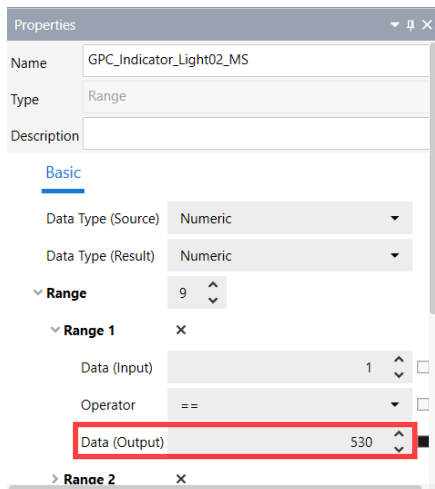 Properties
Name GPC_Indicator_Light02_MS
Type Range
Description
Basic
Data Type (Source) Numeric
Data Type (Result) Numeric
Range 9
Range 1
Data (Input) 1
Operator ==
Data (Output) 530
Range 2